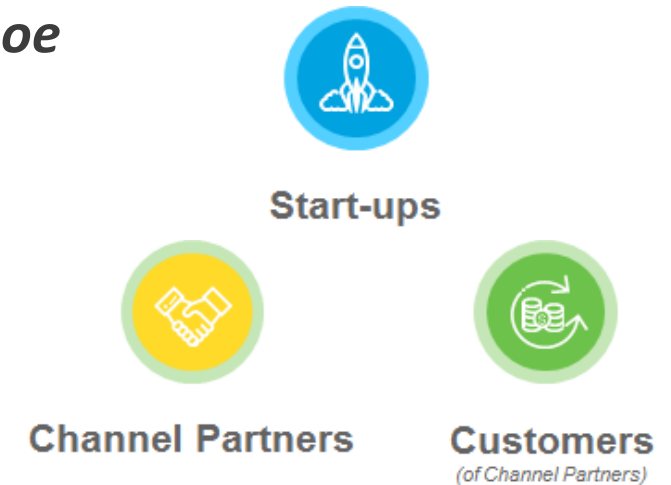 oe
Start-ups
Channel Partners
Customers
(of Channel Partners)